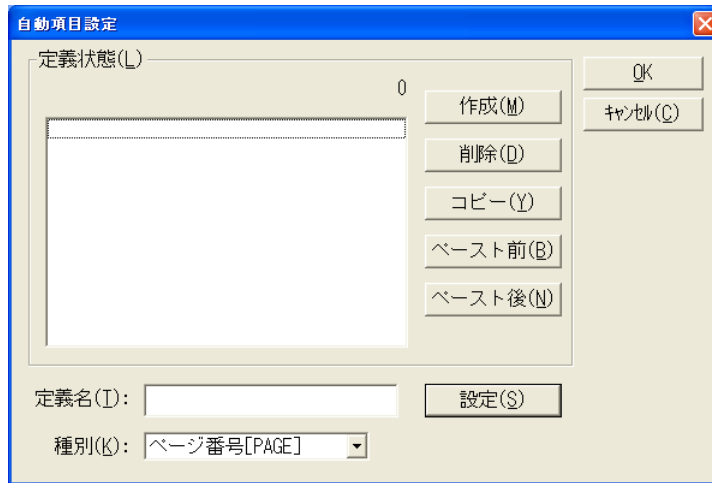 自動項目設定
定義状態(L)
0
作成(M)
削除(D)
コピー(Y)
ペースト前(B)
ペースト後(N)
OK
ｷｬﾝｾﾙ(C)
定義名(T):
設定(S)
種別(K):
ページ番号[PAGE]